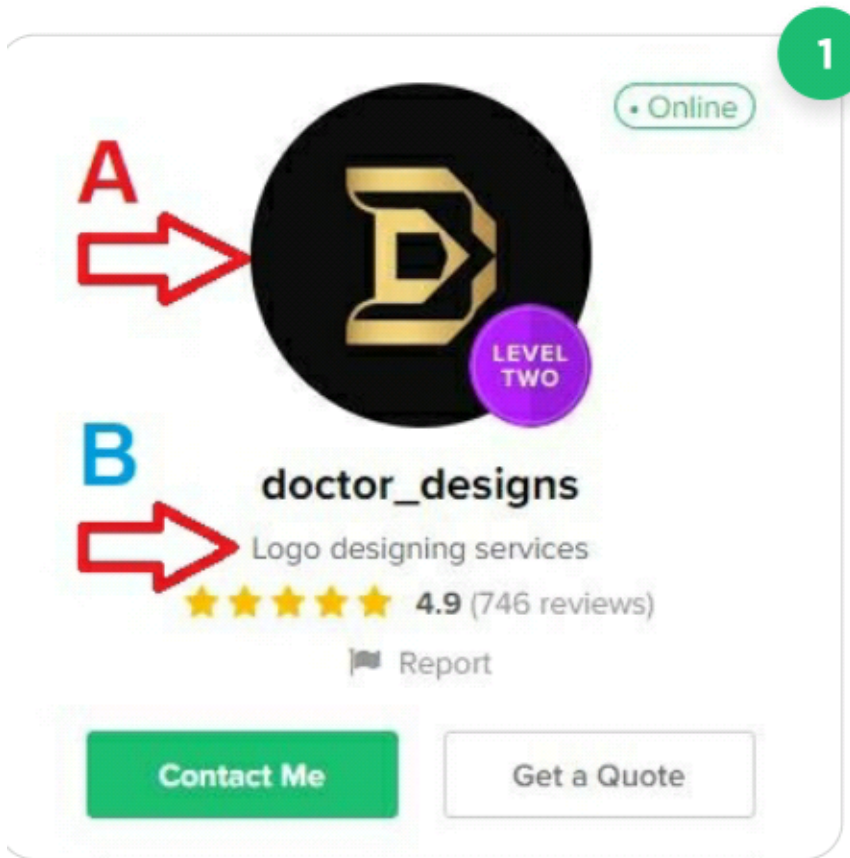 1
• Online
A
D
LEVEL
TWO
B
doctor_designs
Logo designing services
4.9 (746 reviews)
Report
Contact Me
Get a Quote